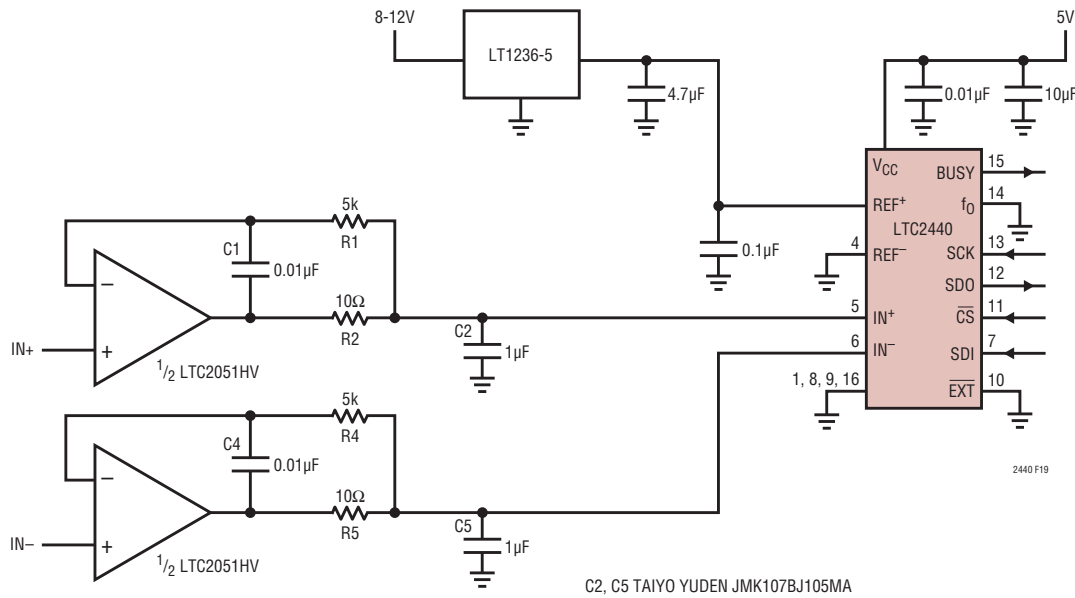 8-12V
LT1236-5
5V
4.7µF
0.01µF
10µF
VCC
BUSY
15
REF+
fO
14
LTC2440
0.1µF
4
REF–
SCK
13
SDO
12
5
IN+
CS
11
6
IN–
SDI
7
1, 8, 9, 16
EXT
10
2440 F19
5k
R1
C1
0.01µF
–
10Ω
R2
C2
1µF
IN+
+
1/2 LTC2051HV
5k
R4
C4
0.01µF
–
10Ω
R5
C5
1µF
IN–
+
1/2 LTC2051HV
C2, C5 TAIYO YUDEN JMK107BJ105MA